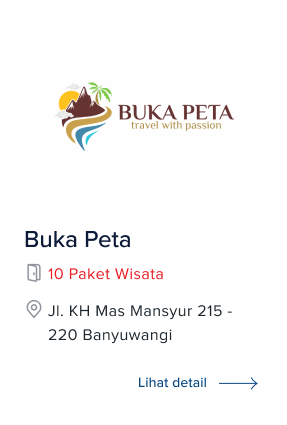 BUKA PETA
travel with passion
Buka Peta
10 Paket Wisata
Jl. KH Mas Mansyur 215 -
220 Banyuwangi
Lihat detail